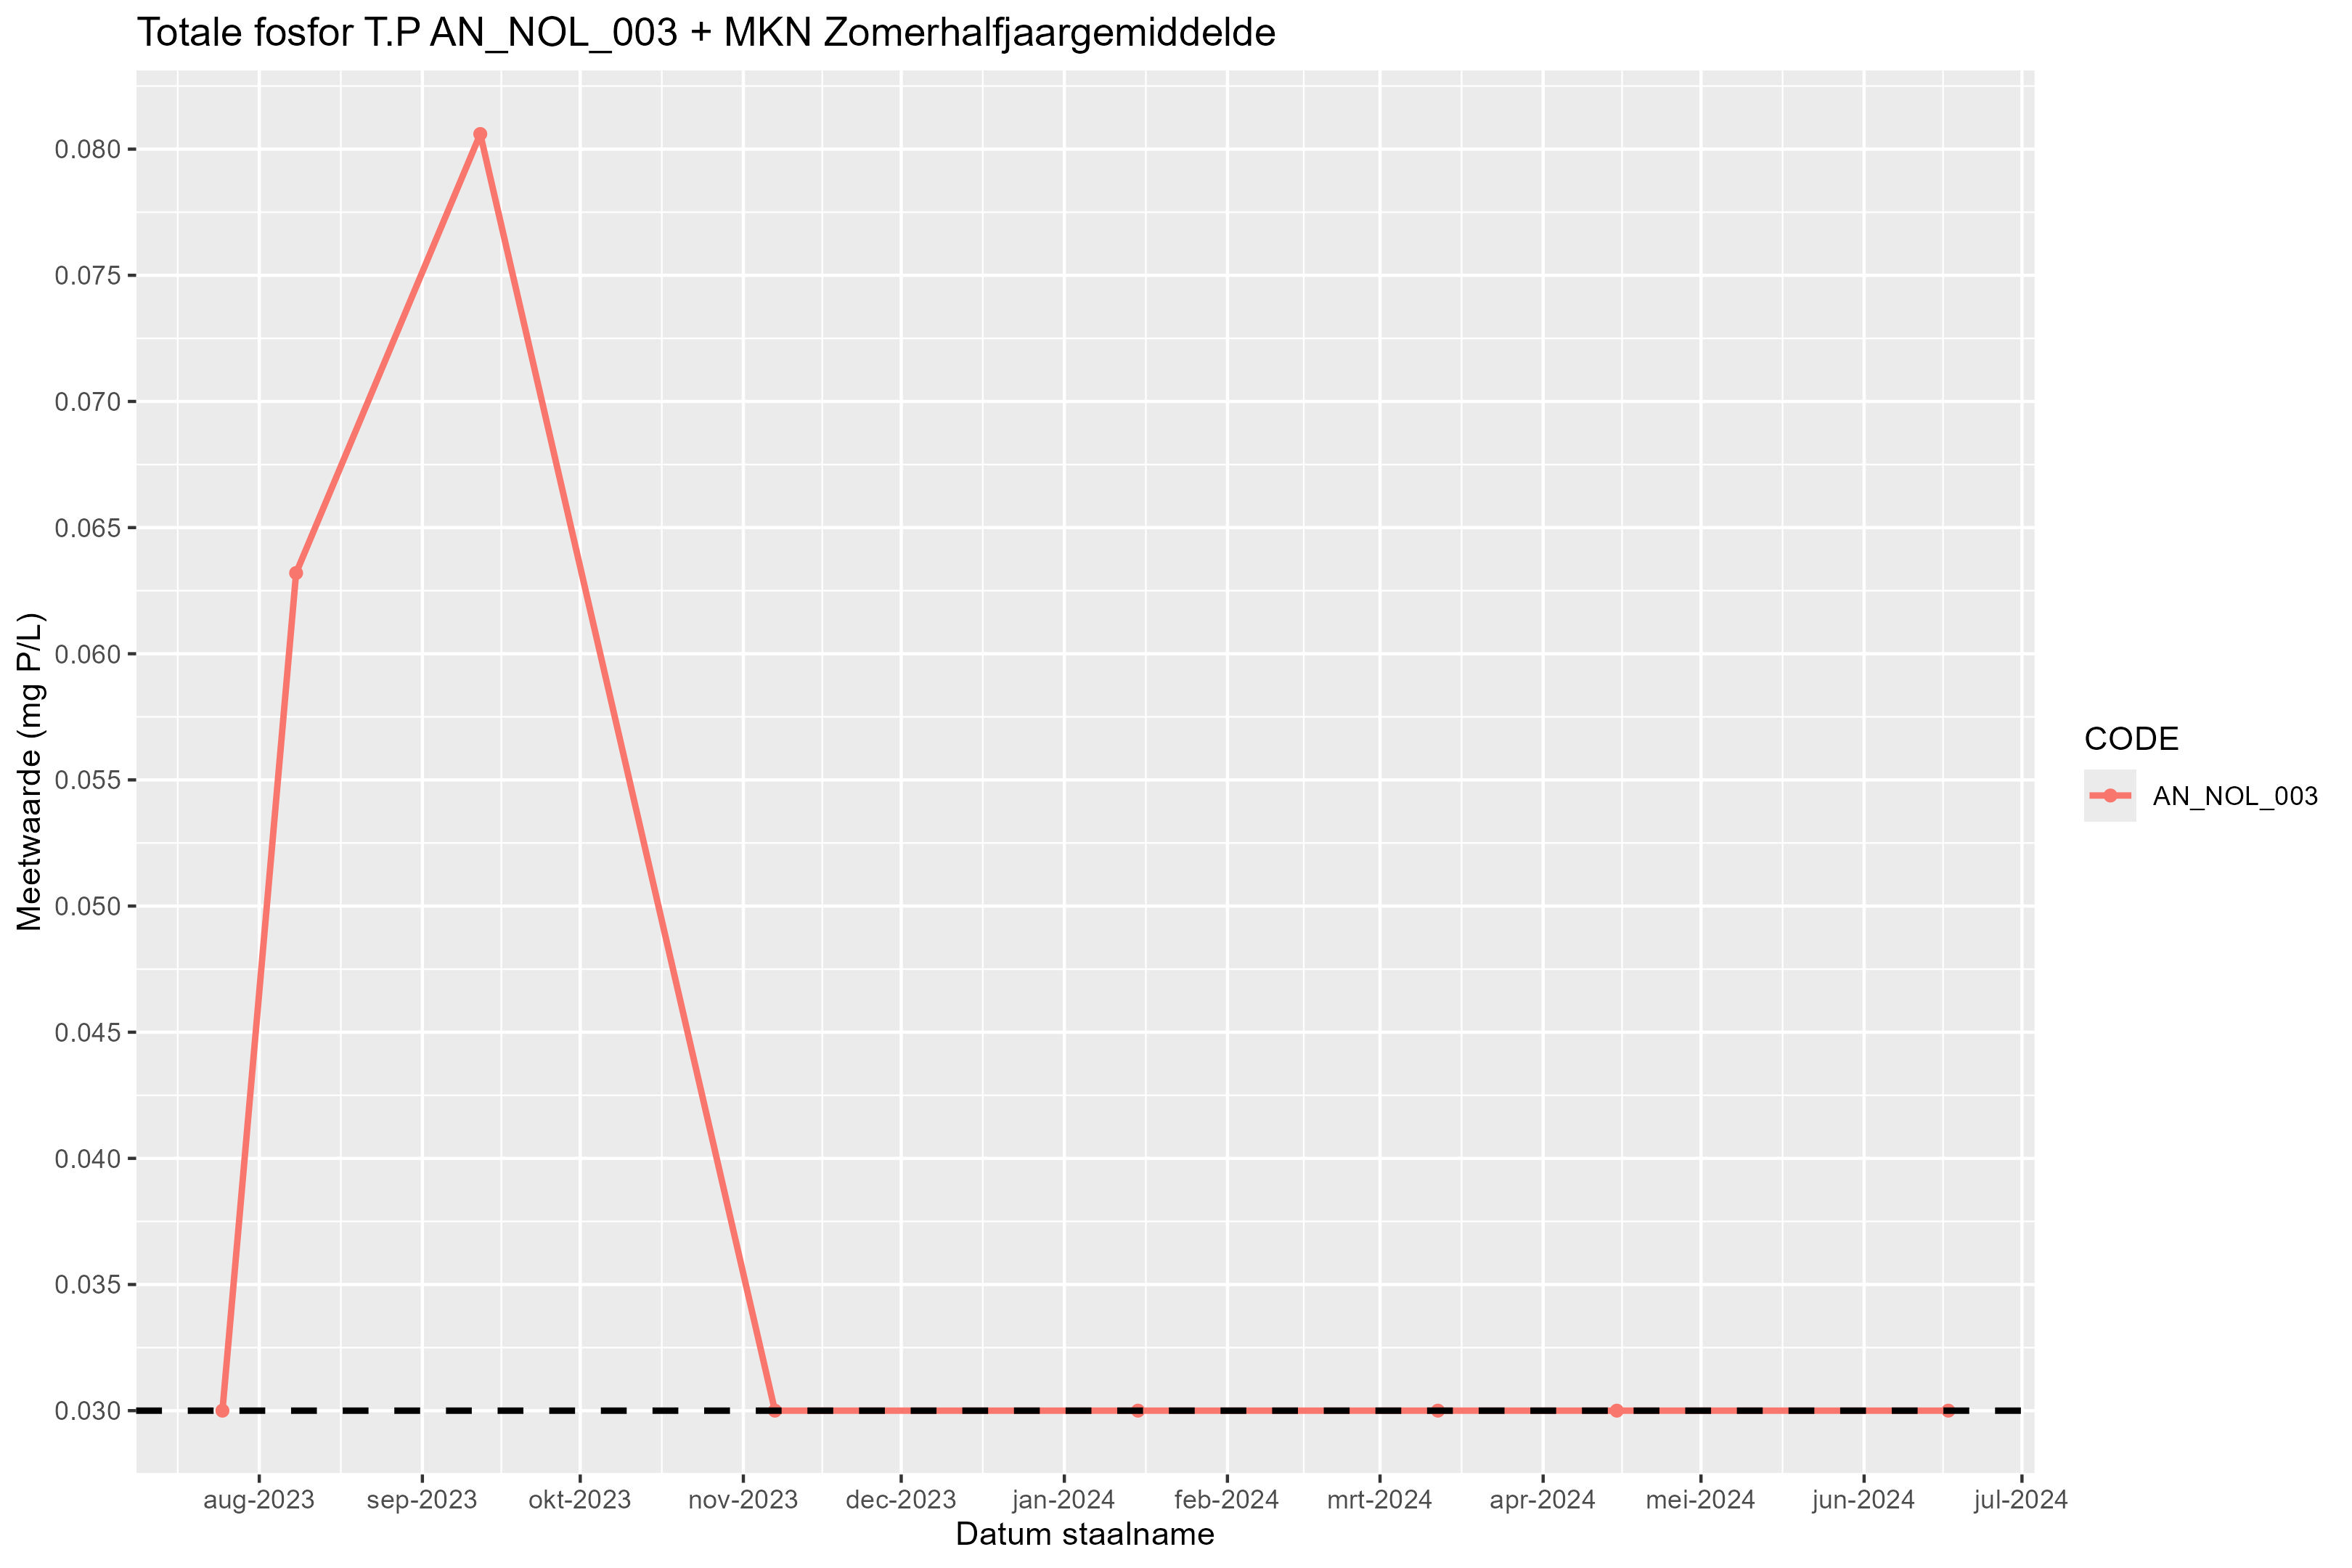 Totale fosfor T.P AN_NOL_003 + MKN Zomerhalfjaargemiddelde
Meetwaarde (mg P/L)
0.080
0.075
0.070
0.065
0.060
0.055
0.050
0.045
0.040
0.035
0.030
aug-2023 sep-2023 okt-2023 nov-2023 dec-2023 jan-2024 feb-2024 mrt-2024 apr-2024 mei-2024 jun-2024 jul-2024
Datum staalname
CODE
AN_NOL_003